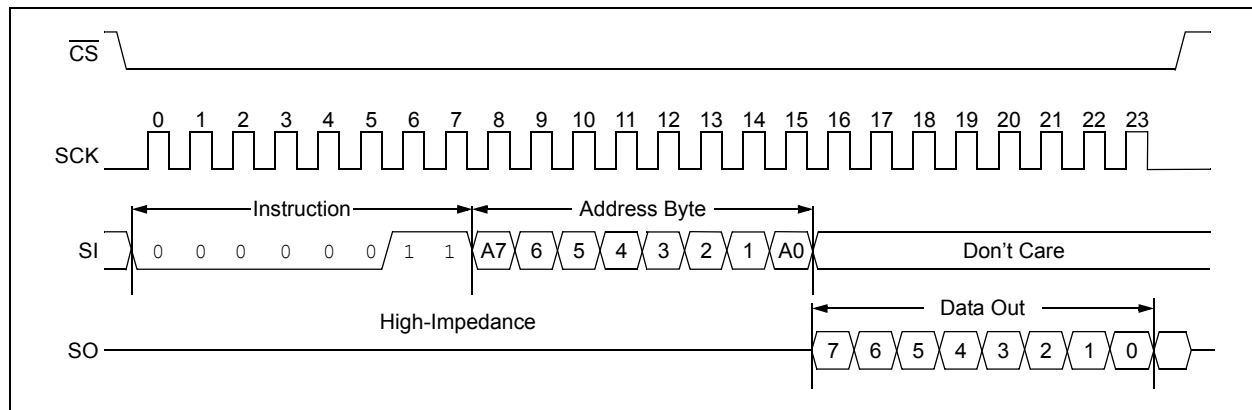 CS
0 1 2 3 4 5 6 7 8 9 10 11 12 13 14 15 16 17 18 19 20 21 22 23
SCK
Instruction Address Byte
SI 0 0 0 0 0 0 1 1 A7 6 5 4 3 2 1 A0 Don't Care
High-Impedance Data Out
SO 7 6 5 4 3 2 1 0